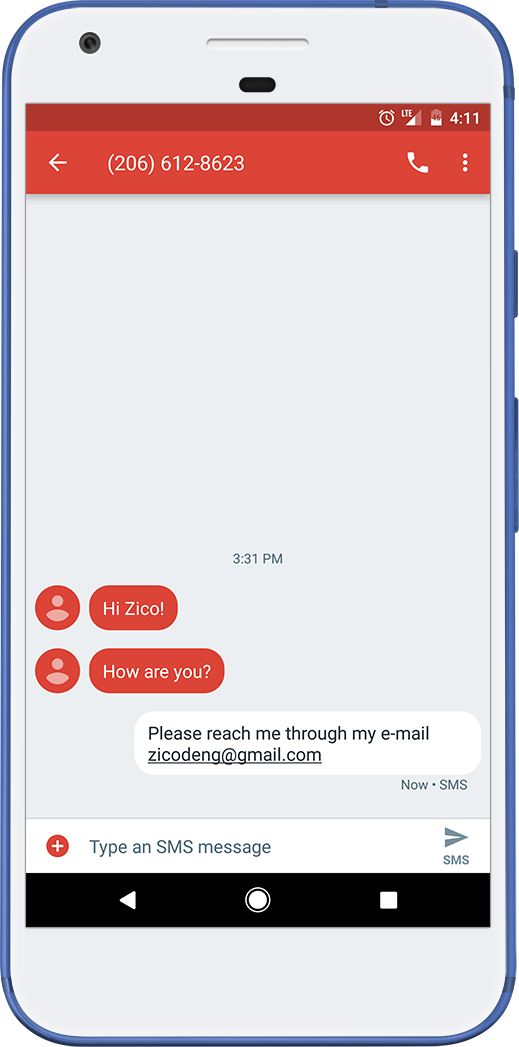 LTE
4:11
(206) 612-8623
3:31 PM
Hi Zico!
How are you?
Please reach me through my e-mail
zicodeng@gmail.com
Now • SMS
Type an SMS message
SMS